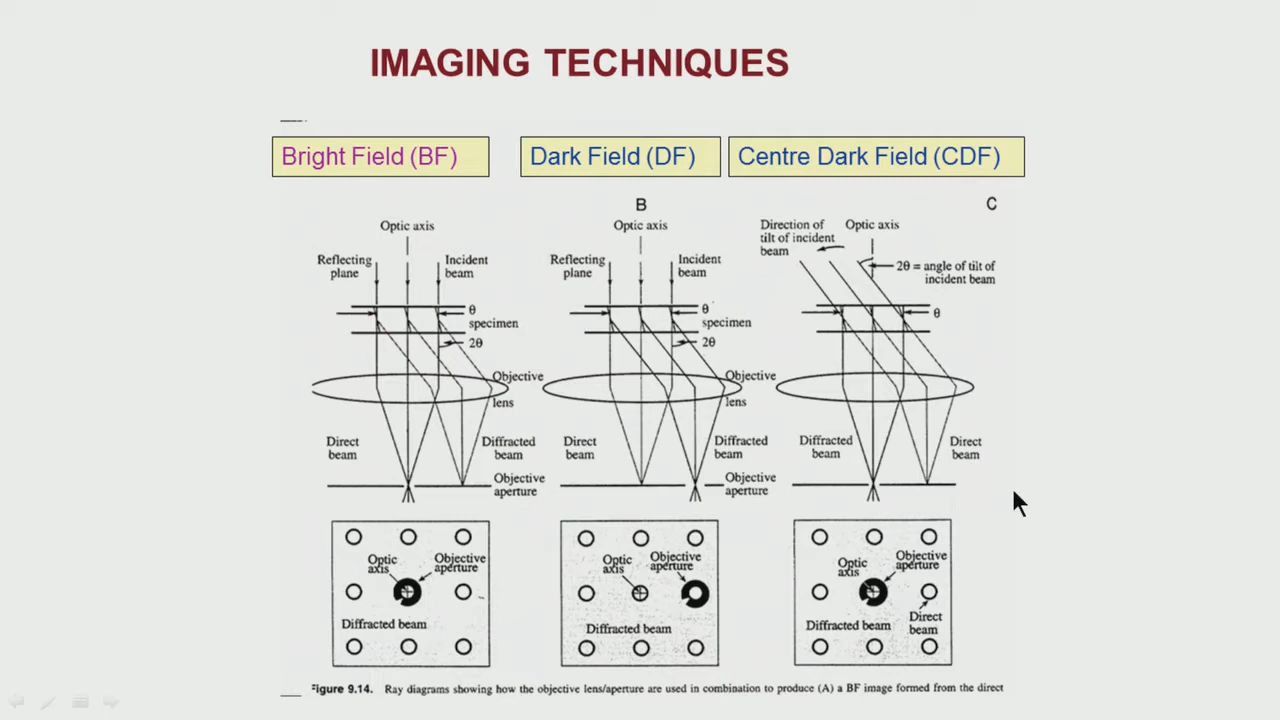 IMAGING TECHNIQUES
Bright Field (BF)
Dark Field (DF)
Centre Dark Field (CDF)
Optic axis
Reflecting
plane
Incident
beam
θ
specimen
2θ
Objective
lens
Direct
beam
Diffracted
beam
Objective
aperture
Optic
axis
Objective
aperture
Diffracted beam
B
Optic axis
Reflecting
plane
Incident
beam
θ
specimen
2θ
Objective
lens
Direct
beam
Diffracted
beam
Objective
aperture
Optic
axis
Objective
aperture
Diffracted beam
C
Direction of
tilt of incident
beam
Optic axis
2θ = angle of tilt of
incident beam
θ
Diffracted
beam
Direct
beam
Optic
axis
Objective
aperture
Diffracted beam
Direct
beam
Figure 9.14. Ray diagrams showing how the objective lens/aperture are used in combination to produce (A) a BF image formed from the direct